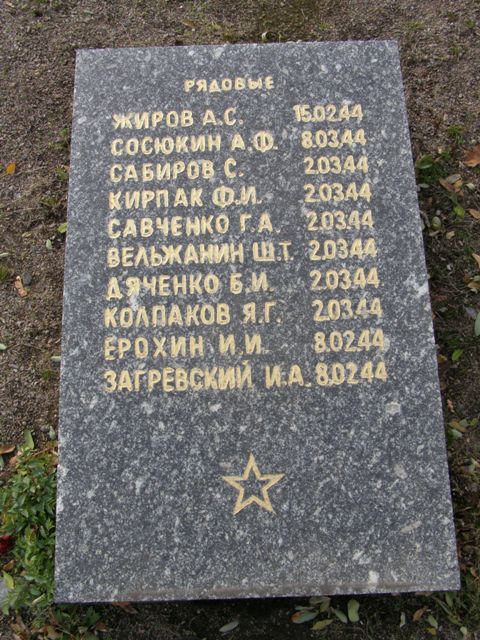 РЯДОВЫЕ
ЖИРОВ А.С. 15.02.44
СОСЮКИН А.Ф. 8.03.44
САБИРОВ С. 2.03.44
КИРПАК Ф.И. 2.03.44
САВЧЕНКО Г.А. 2.03.44
ВЕЛЬЖАНИН Ш.Т. 2.03.44
ДЯЧЕНКО Б.И. 2.03.44
КОЛПАКОВ Я.Г. 2.03.44
ЕРОХИН И.И. 8.02.44
ЗАГРЕВСКИЙ И.А. 8.02.44